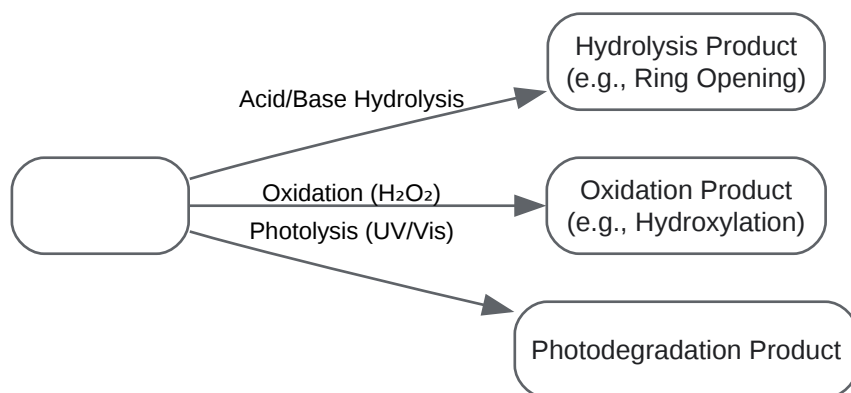 Hydrolysis Product
(e.g., Ring Opening)
Acid/Base Hydrolysis
Oxidation (H₂O₂)
Oxidation Product
(e.g., Hydroxylation)
Photolysis (UV/Vis)
Photodegradation Product